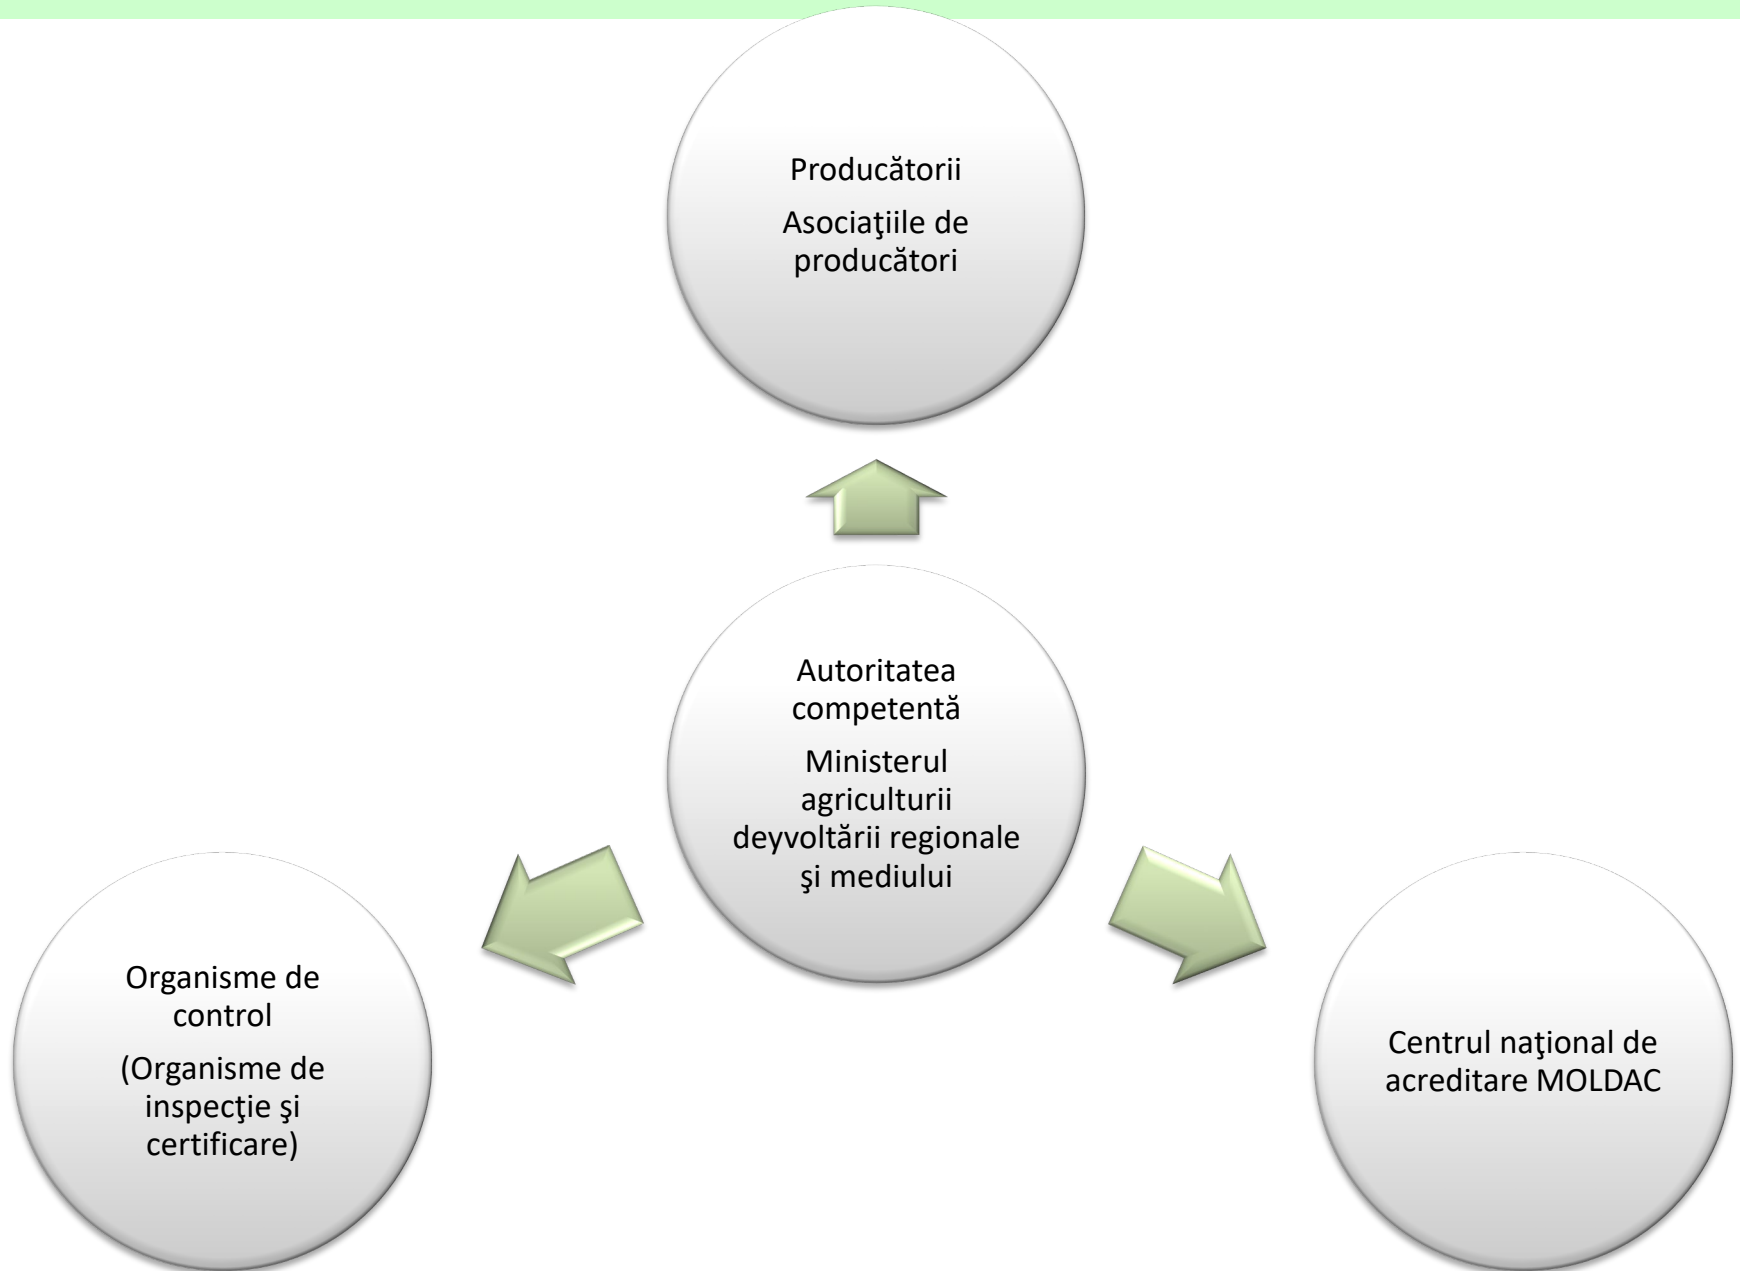 Producătorii
Asociaţiile de
producători
Autoritatea
competentă
Ministerul
agriculturii
deyvoltării regionale
şi mediului
Organisme de
control
(Organisme de
inspecţie şi
certificare)
Centrul naţional de
acreditare MOLDAC